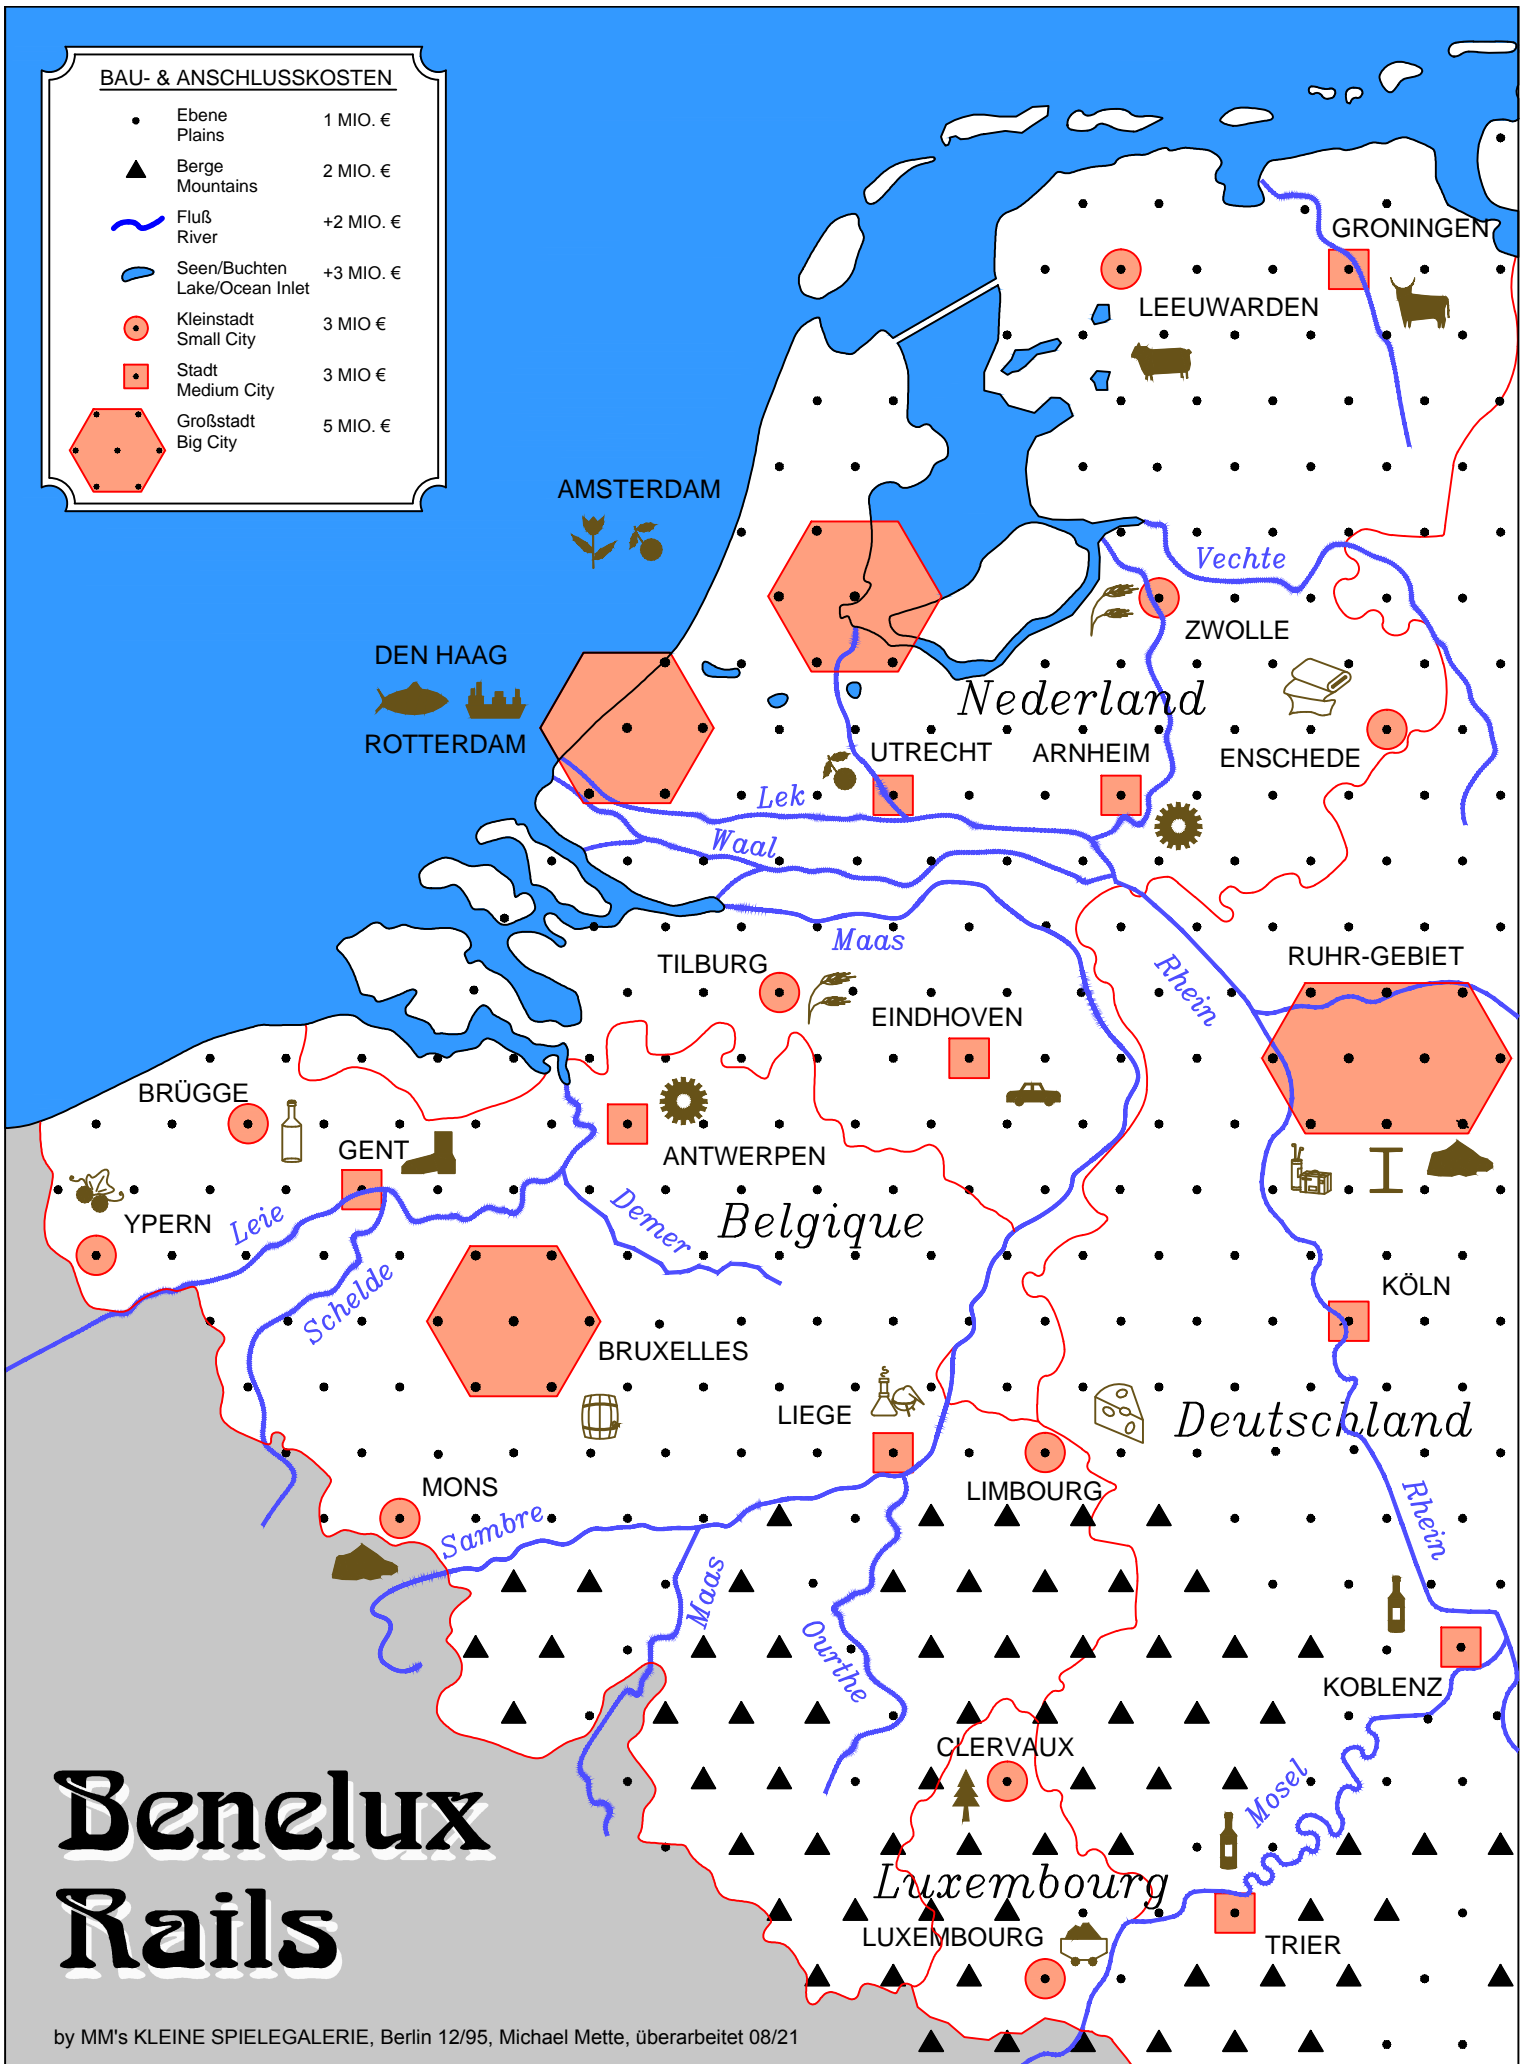 BAU- & ANSCHLUSSKOSTEN
Ebene
Plains
1 MIO. €
Berge
Mountains
2 MIO. €
Fluß
River
+2 MIO. €
Seen/Buchten
Lake/Ocean Inlet
+3 MIO. €
Kleinstadt
Small City
3 MIO €
Stadt
Medium City
3 MIO €
Großstadt
Big City
5 MIO. €
GRONINGEN
LEEUWARDEN
AMSTERDAM
Vechte
ZWOLLE
DEN HAAG
Nederland
ROTTERDAM
UTRECHT
ARNHEIM
ENSCHEDE
Lek
Waal
Maas
TILBURG
Rhein
RUHR-GEBIET
EINDHOVEN
BRÜGGE
GENT
ANTWERPEN
YPERN
Leie
Demer
Belgique
Schelde
KÖLN
BRUXELLES
LIEGE
Deutschland
MONS
LIMBOURG
Sambre
Rhein
Maas
Ourthe
KOBLENZ
CLERVAUX
Mosel
Benelux
Rails
Luxembourg
LUXEMBOURG
TRIER
by MM's KLEINE SPIELEGALERIE, Berlin 12/95, Michael Mette, überarbeitet 08/21